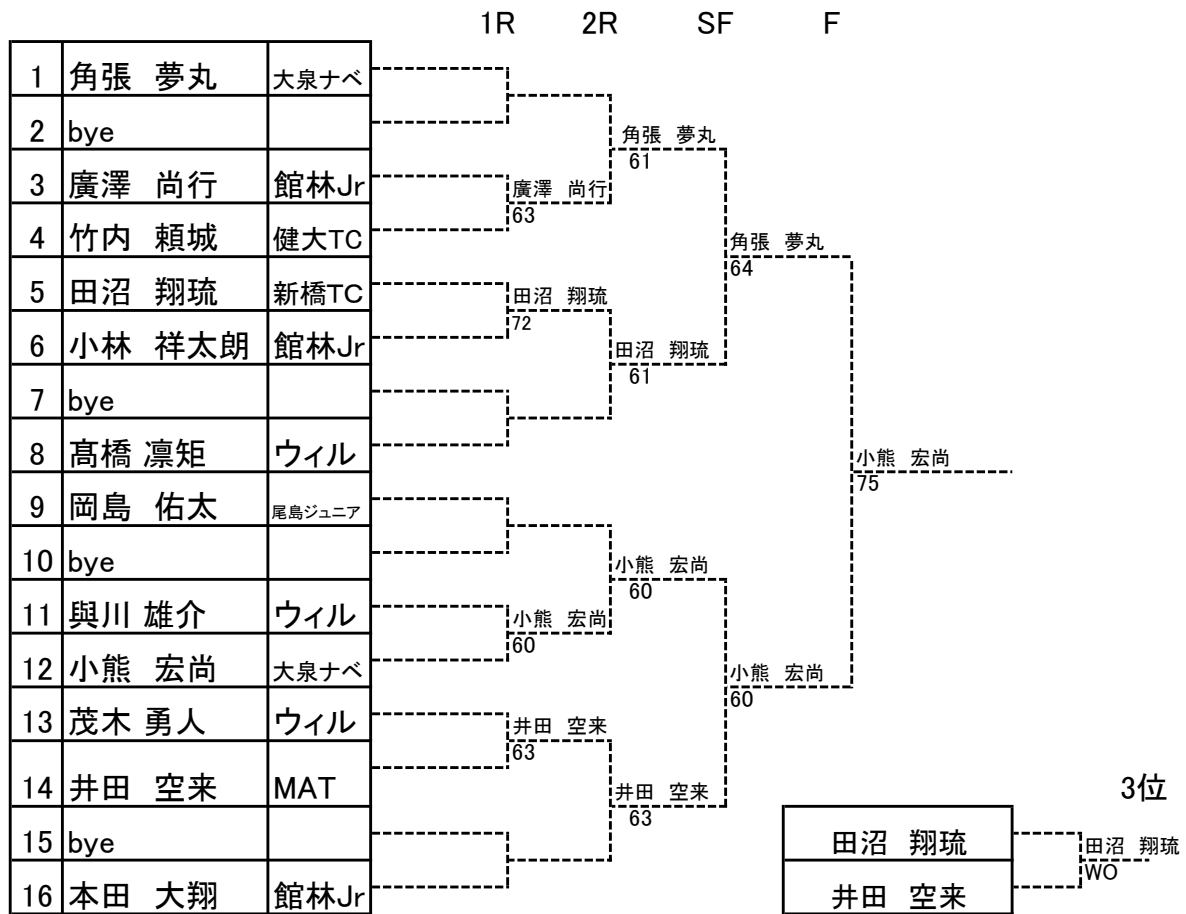 1R 2R SF F
1 角張 夢丸 大泉ナベ
2 bye
角張 夢丸
61
3 廣澤 尚行 館林Jr
廣澤 尚行
63
4 竹内 頼城 健大TC
角張 夢丸
64
5 田沼 翔琉 新橋TC
田沼 翔琉
72
6 小林 祥太朗 館林Jr
田沼 翔琉
61
7 bye
8 髙橋 凛矩 ウィル
小熊 宏尚
75
9 岡島 佑太 尾島ジュニア
10 bye
小熊 宏尚
60
11 與川 雄介 ウィル
小熊 宏尚
60
12 小熊 宏尚 大泉ナベ
小熊 宏尚
60
13 茂木 勇人 ウィル
井田 空来
63
14 井田 空来 MAT
井田 空来
63
3位
15 bye
田沼 翔琉
田沼 翔琉
WO
16 本田 大翔 館林Jr
井田 空来